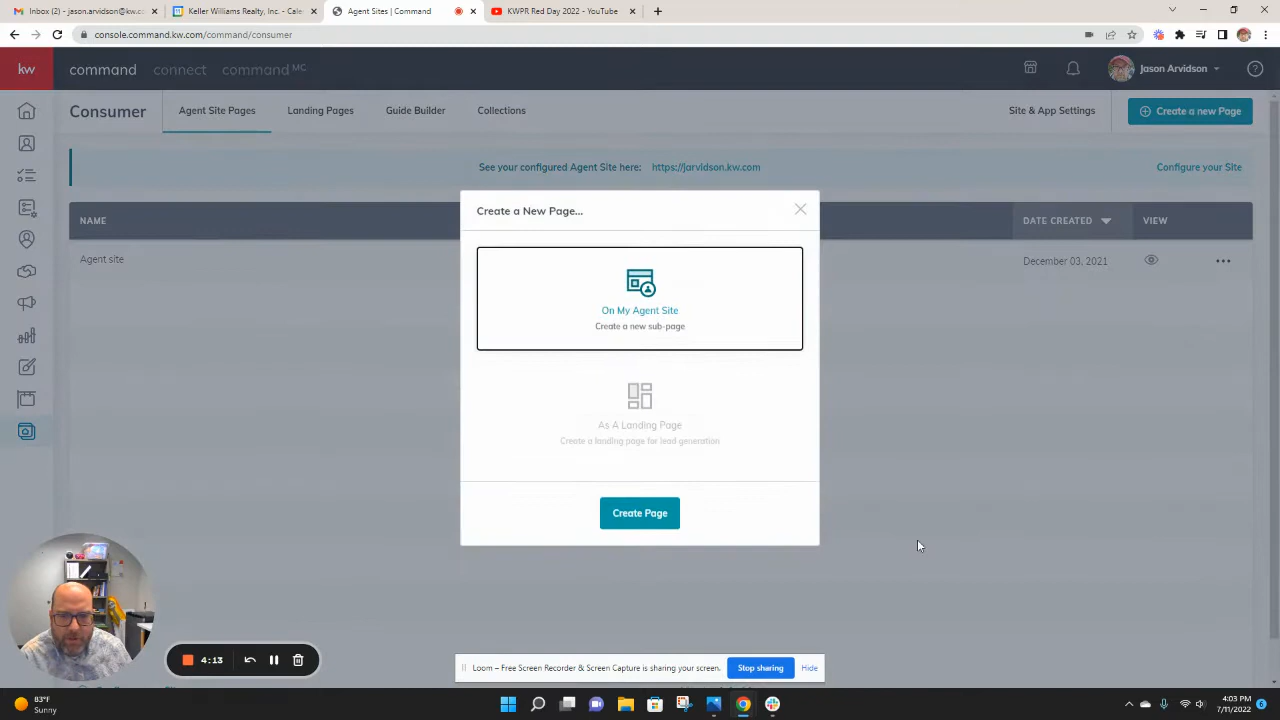 Inbox (2) - jason.arvidson@kw.c
Keller Williams Realty, Inc. - Cale
Agent Sites | Command
KWPR Red Day 2022 - YouTube
console.command.kw.com/command/consumer
kw
command
connect
command MC
Jason Arvidson
Consumer
Agent Site Pages
Landing Pages
Guide Builder
Collections
Site & App Settings
Create a new Page
See your configured Agent Site here: https://jarvidson.kw.com
Configure your Site
Create a New Page...
NAME
DATE CREATED
VIEW
Agent site
December 03, 2021
On My Agent Site
Create a new sub-page
As A Landing Page
Create a landing page for lead generation
Create Page
4:13
Loom – Free Screen Recorder & Screen Capture is sharing your screen.
Stop sharing
Hide
83°F
Sunny
4:03 PM
7/11/2022
6